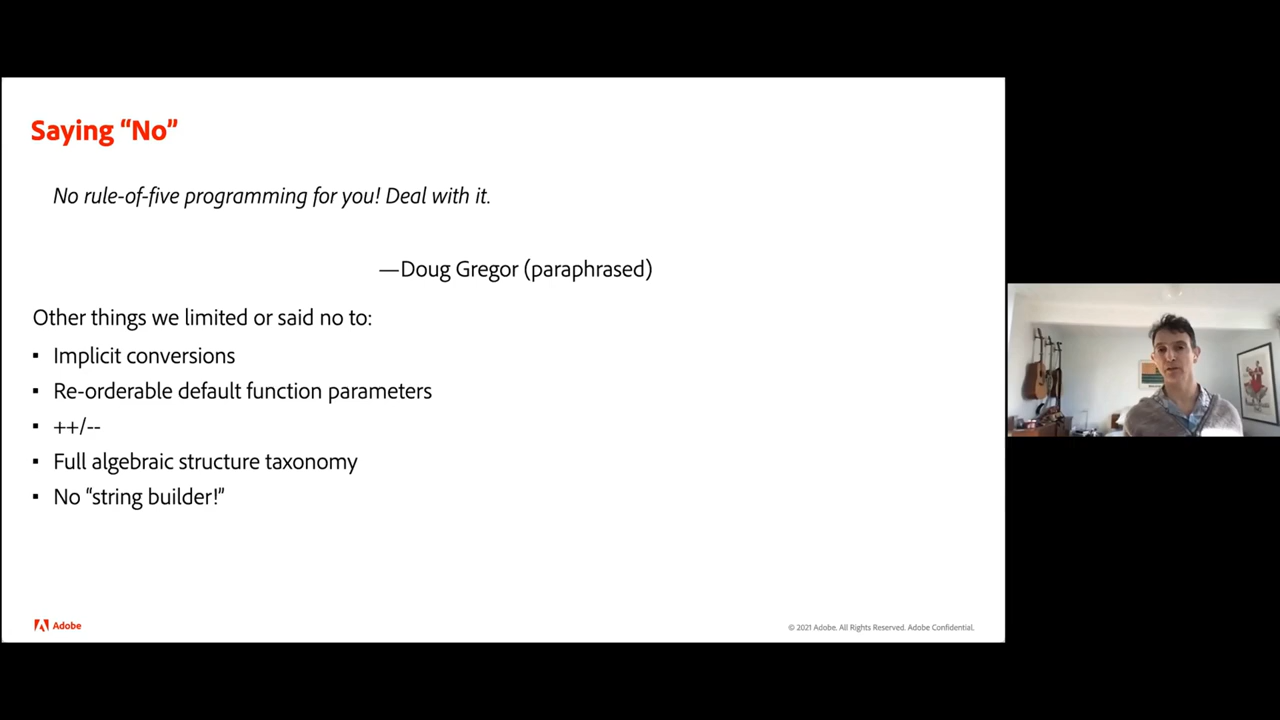 Saying “No”
No rule-of-five programming for you! Deal with it.
—Doug Gregor (paraphrased)
Other things we limited or said no to:
▪ Implicit conversions
▪ Re-orderable default function parameters
▪ ++/--
▪ Full algebraic structure taxonomy
▪ No “string builder!”
Adobe
© 2021 Adobe. All Rights Reserved. Adobe Confidential.